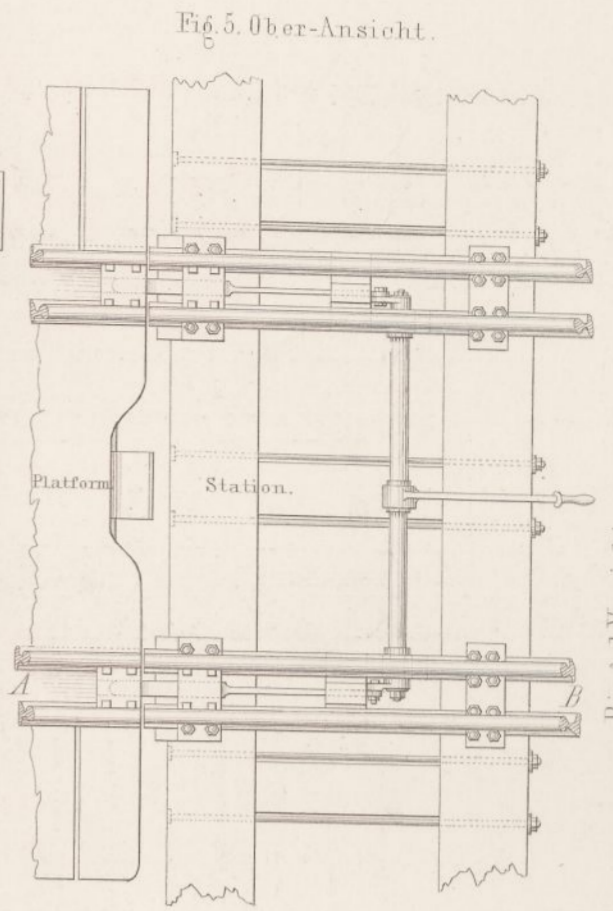 Fig. 5. Ober-Ansicht.
Platform
Station.
A
B